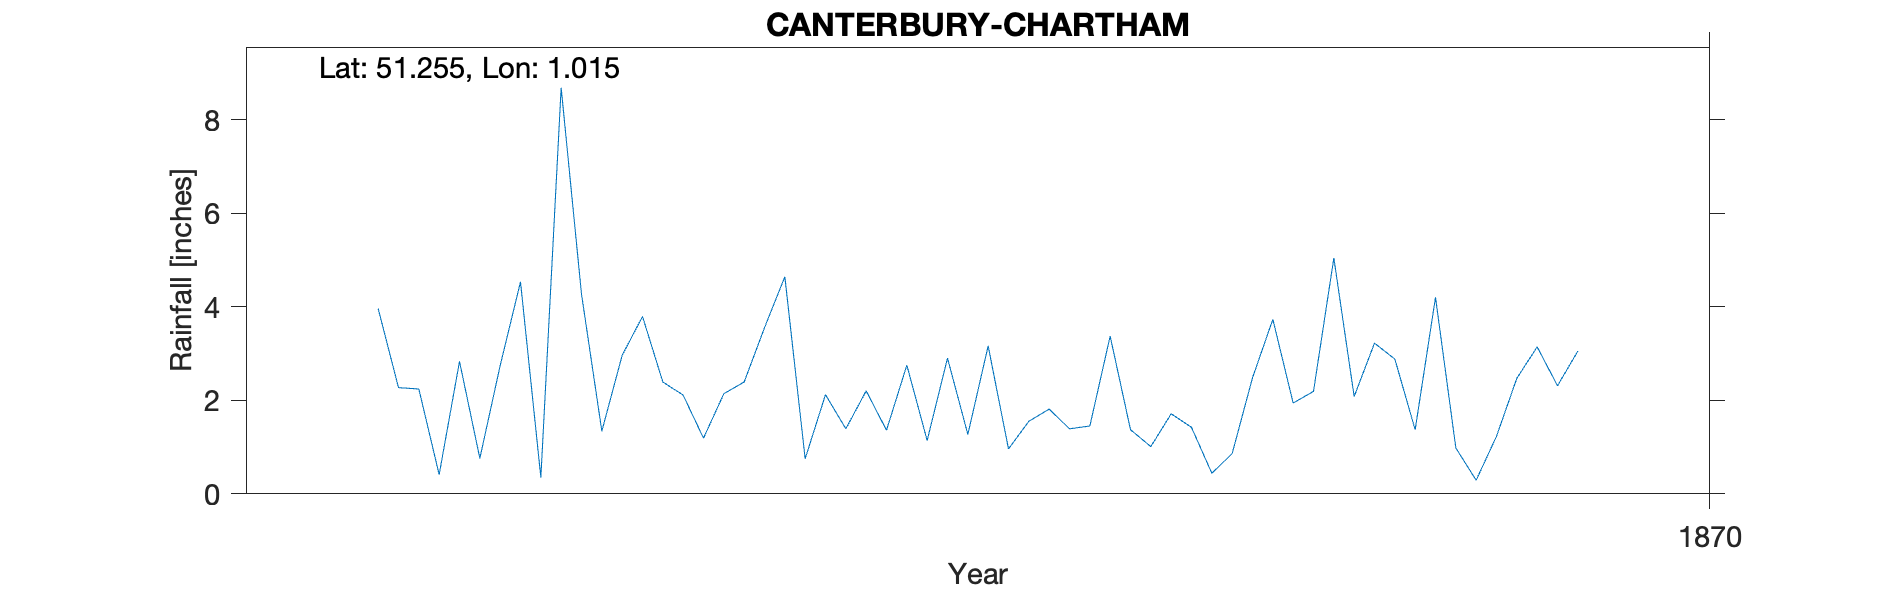 CANTERBURY-CHARTHAM
Lat: 51.255, Lon: 1.015
8
6
4
2
0
Rainfall [inches]
1870
Year